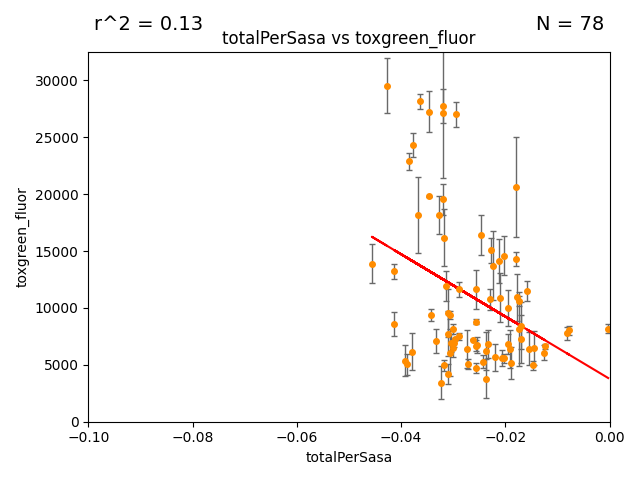 r^2 = 0.13
N = 78
totalPerSasa vs toxgreen_fluor
30000
25000
20000
15000
10000
5000
0
toxgreen_fluor
−0.10
−0.08
−0.06
−0.04
−0.02
0.00
totalPerSasa